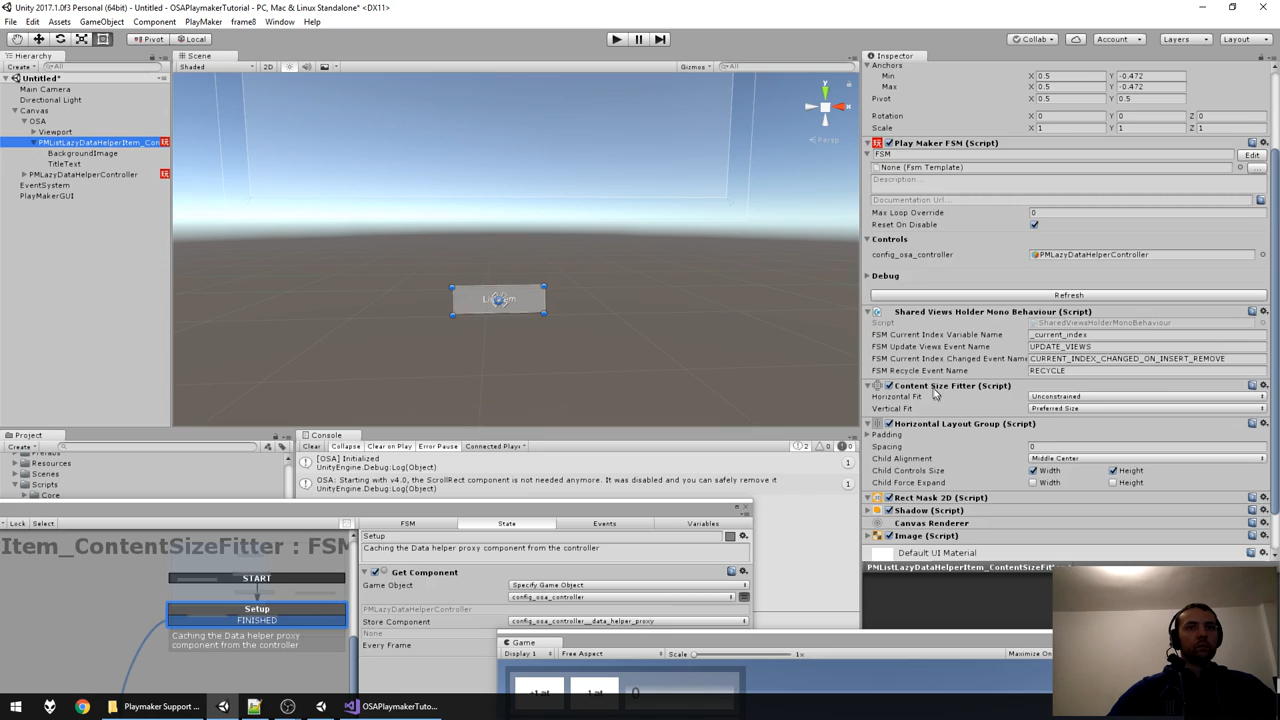 Unity 2017.1.0f3 Personal (64bit) - Untitled - OSAPlaymakerTutorial - PC, Mac & Linux Standalone* <DX11>
File Edit Assets GameObject Component PlayMaker frame8 Window Help
Pivot Local Collab Account Layers Layout
Hierarchy
Create All
Untitled*
Main Camera
Directional Light
Canvas
OSA
Viewport
PMListLazyDataHelperItem_Con
BackgroundImage
TitleText
PMLazyDataHelperController
EventSystem
PlayMakerGUI
Scene
Shaded 2D Gizmos All
y
x
Persp
Inspector
Anchors
Min X 0.5 Y -0.472
Max X 0.5 Y -0.472
Pivot X 0.5 Y 0.5
Rotation X 0 Y 0 Z 0
Scale X 1 Y 1 Z 1
Play Maker FSM (Script)
FSM Edit
None (Fsm Template) ...
Description...
Documentation Url...
Max Loop Override 0
Reset On Disable
Controls
config_osa_controller PMLazyDataHelperController
Debug
Refresh
Shared Views Holder Mono Behaviour (Script)
Script SharedViewsHolderMonoBehaviour
FSM Current Index Variable Name _current_index
FSM Update Views Event Name UPDATE_VIEWS
FSM Current Index Changed Event Name CURRENT_INDEX_CHANGED_ON_INSERT_REMOVE
FSM Recycle Event Name RECYCLE
Content Size Fitter (Script)
Horizontal Fit Unconstrained
Vertical Fit Preferred Size
Horizontal Layout Group (Script)
Padding
Spacing 0
Child Alignment Middle Center
Child Controls Size Width Height
Child Force Expand Width Height
Rect Mask 2D (Script)
Shadow (Script)
Canvas Renderer
Image (Script)
Default UI Material
PMListLazyDataHelperItem_ContentSizeFitter
Project
Create
Prefabs
Resources
Scenes
Scripts
Core
Console
Clear Collapse Clear on Play Error Pause Connected Player 2 0 0
[OSA] Initialized
UnityEngine.Debug:Log(Object) 1
OSA: Starting with v4.0, the ScrollRect component is not needed anymore. It was disabled and you can safely remove it
UnityEngine.Debug:Log(Object) 1
Lock Select
Item_ContentSizeFitter : FSM
START
Setup
FINISHED
Caching the Data helper proxy
component from the controller
FSM State Events Variables
Setup
Caching the Data helper proxy component from the controller
Get Component
Game Object Specify Game Object
config_osa_controller
PMLazyDataHelperController
Store Component config_osa_controller__data_helper_proxy
None
Every Frame
Game
Display 1 Free Aspect Scale 1x Maximize On
0
Playmaker Support ... OSAPlaymakerTuto...